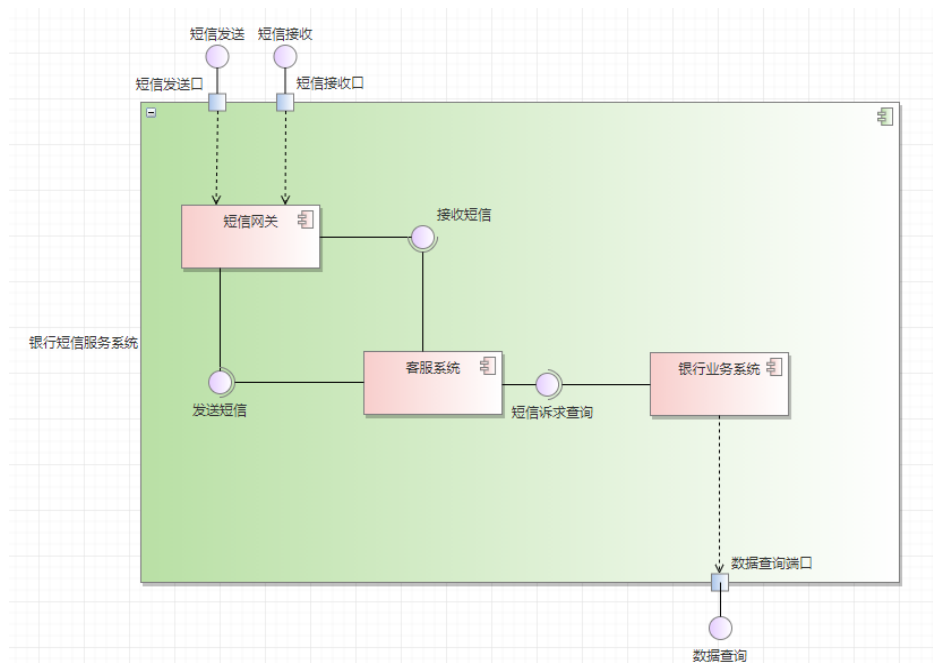 短信发送
短信接收
短信发送口
短信接收口
短信网关
接收短信
银行短信服务系统
客服系统
银行业务系统
发送短信
短信诉求查询
数据查询端口
数据查询